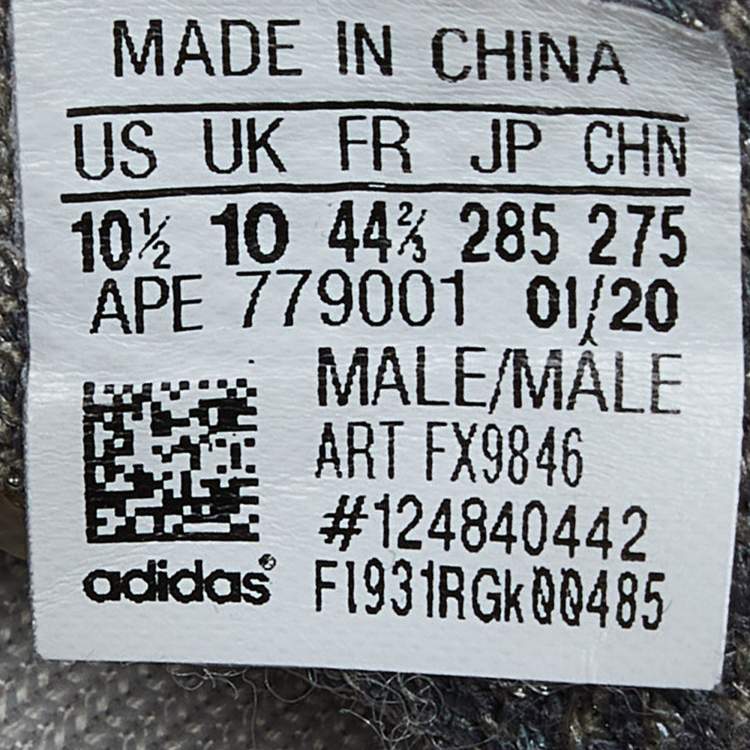 MADE IN CHINA
US UK FR JP CHN
10½ 10 44⅔ 285 275
APE 779001 01/20
MALE/MÂLE
ART FX9846
#124840442
adidas® F1931RGk00485